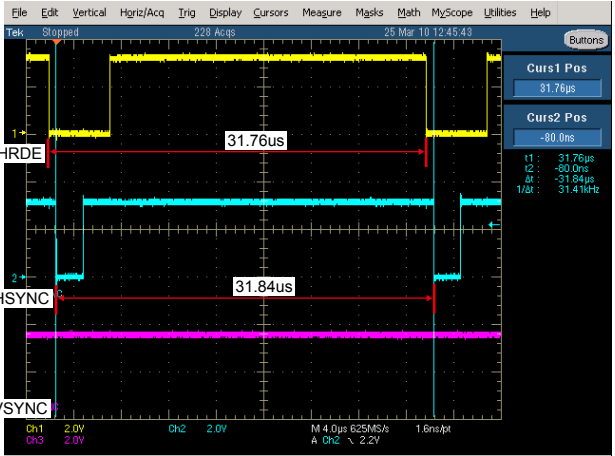 File Edit Vertical Horiz/Acq Trig Display Cursors Measure Masks Math MyScope Utilities Help
Tek Stopped 228 Acqs 25 Mar 10 12:45:43
Buttons
Curs1 Pos
31.76µs
Curs2 Pos
-80.0ns
t1 : 31.76µs
t2 : -80.0ns
Δt : -31.84µs
1/Δt : 31.41kHz
1
31.76us
HRDE
2
31.84us
HSYNC
VSYNC
Ch1 2.0V Ch2 2.0V M 4.0µs 625MS/s 1.6ns/pt
Ch3 2.0V A Ch2 \ 2.2V